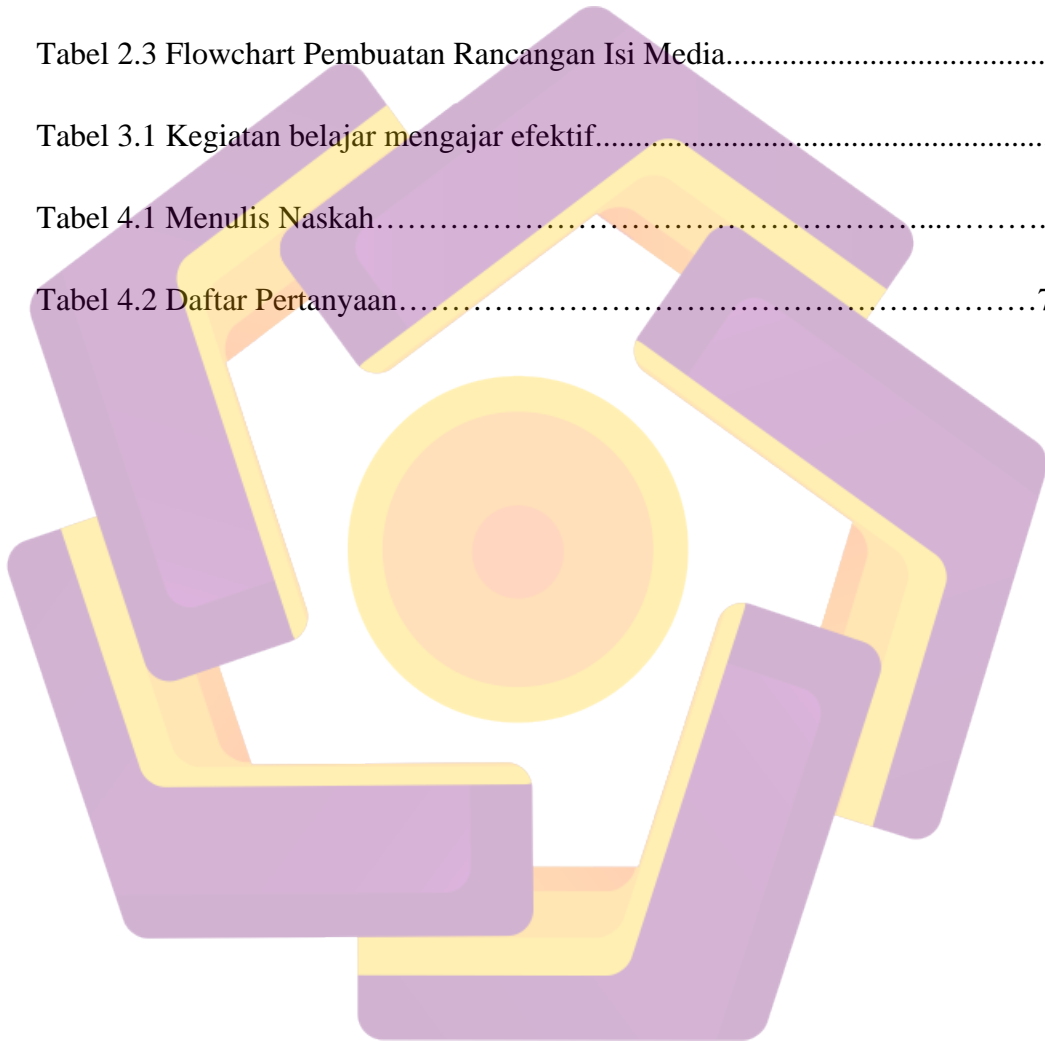 Tabel 2.3 Flowchart Pembuatan Rancangan Isi Media.......................................
Tabel 3.1 Kegiatan belajar mengajar efektif.......................................................
Tabel 4.1 Menulis Naskah……………………………………………..……….
Tabel 4.2 Daftar Pertanyaan…………………………………………………………7